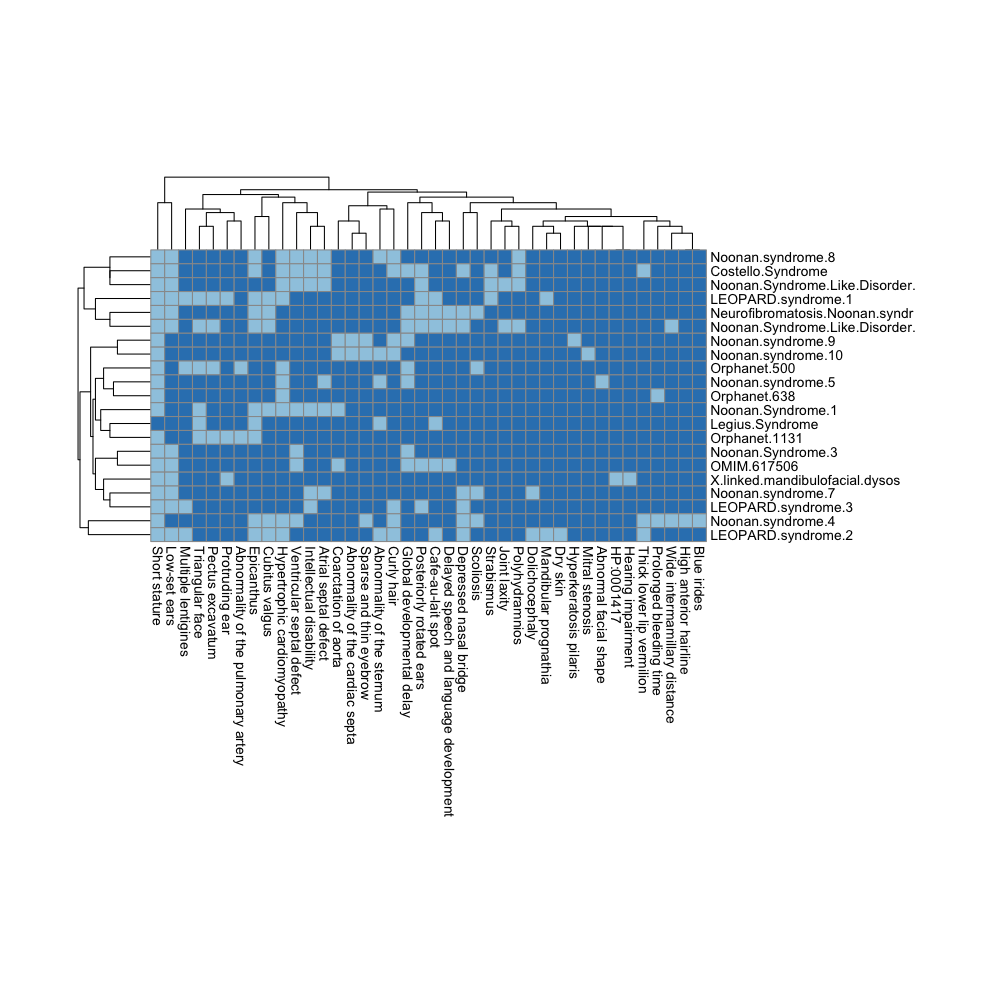 Noonan.syndrome.8
Costello.Syndrome
Noonan.Syndrome.Like.Disorder.
LEOPARD.syndrome.1
Neurofibromatosis.Noonan.syndr
Noonan.Syndrome.Like.Disorder.
Noonan.syndrome.9
Noonan.syndrome.10
Orphanet.500
Noonan.syndrome.5
Orphanet.638
Noonan.Syndrome.1
Legius.Syndrome
Orphanet.1131
Noonan.Syndrome.3
OMIM.617506
X.linked.mandibulofacial.dysos
Noonan.syndrome.7
LEOPARD.syndrome.3
Noonan.syndrome.4
LEOPARD.syndrome.2
Short stature
Low-set ears
Multiple lentigines
Triangular face
Pectus excavatum
Protruding ear
Abnormality of the pulmonary artery
Epicanthus
Cubitus valgus
Hypertrophic cardiomyopathy
Ventricular septal defect
Intellectual disability
Atrial septal defect
Coarctation of aorta
Abnormality of the cardiac septa
Sparse and thin eyebrow
Abnormality of the sternum
Curly hair
Global developmental delay
Posteriorly rotated ears
Cafe-au-lait spot
Delayed speech and language development
Depressed nasal bridge
Scoliosis
Strabismus
Joint laxity
Polyhydramnios
Dolichocephaly
Mandibular prognathia
Dry skin
Hyperkeratosis pilaris
Mitral stenosis
Abnormal facial shape
HP:0001417
Hearing impairment
Thick lower lip vermilion
Prolonged bleeding time
Wide intermamillary distance
High anterior hairline
Blue irides